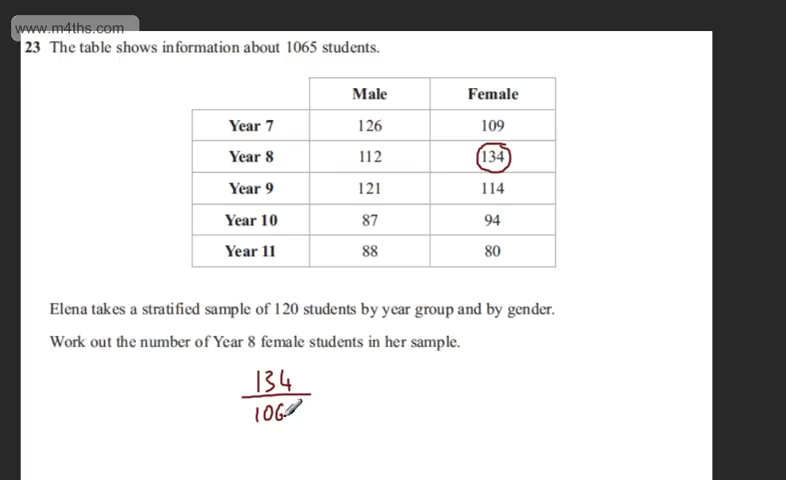 www.m4ths.com
23 The table shows information about 1065 students.
Male Female
Year 7 126 109
Year 8 112 134
Year 9 121 114
Year 10 87 94
Year 11 88 80
Elena takes a stratified sample of 120 students by year group and by gender.
Work out the number of Year 8 female students in her sample.
134
106